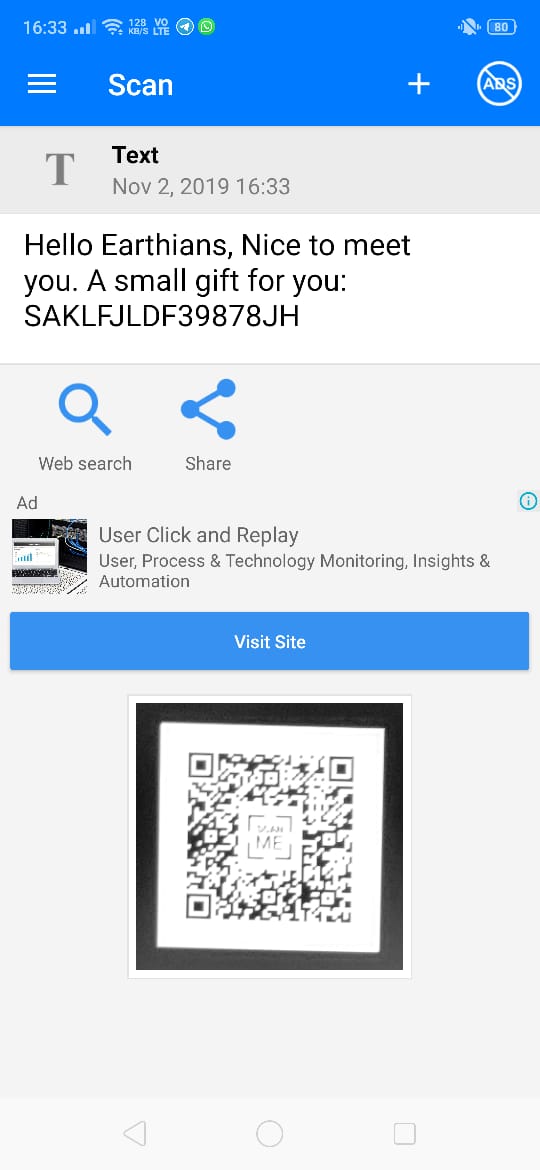 16:33 128 KB/S VO LTE 80
Scan
ADS
Text
Nov 2, 2019 16:33
Hello Earthians, Nice to meet
you. A small gift for you:
SAKLFJLDF39878JH
Web search Share
Ad
User Click and Replay
User, Process & Technology Monitoring, Insights &
Automation
Visit Site
SCAN
ME